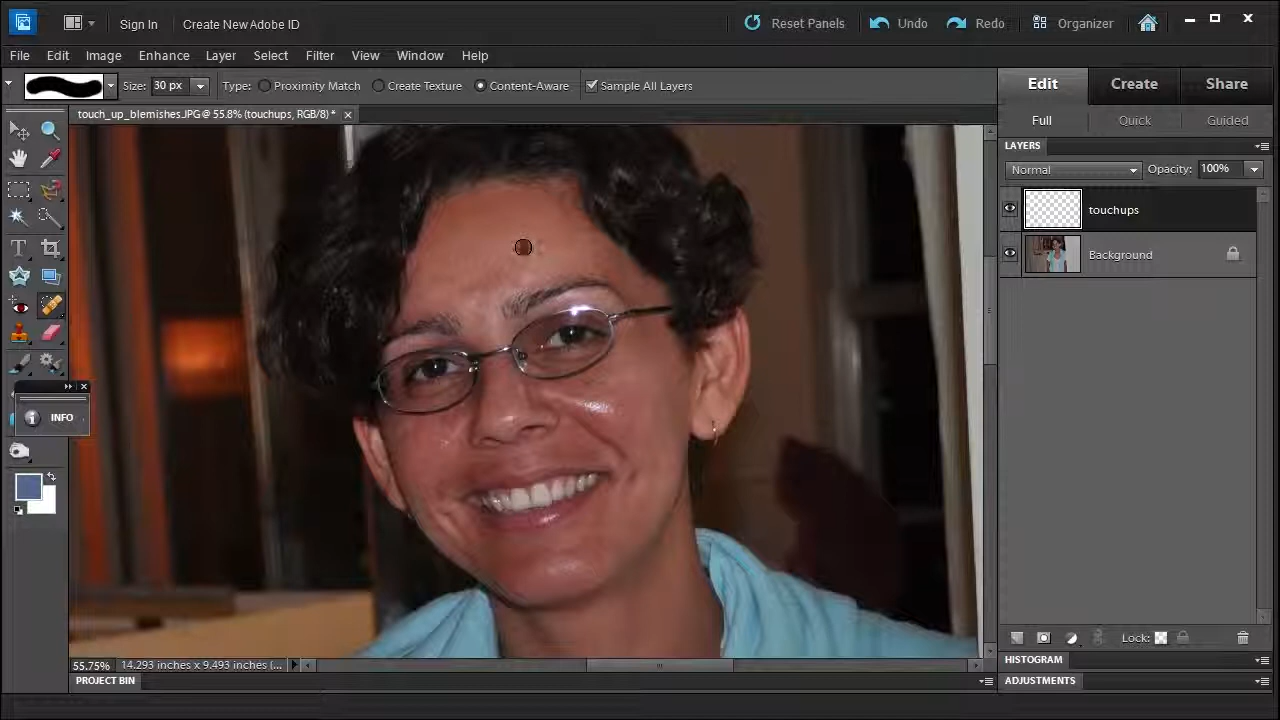 Sign In Create New Adobe ID Reset Panels Undo Redo Organizer
File Edit Image Enhance Layer Select Filter View Window Help
Size: 30 px Type: Proximity Match Create Texture Content-Aware Sample All Layers
Edit Create Share
touch_up_blemishes.JPG @ 55.8% (touchups, RGB/8) *
Full Quick Guided
LAYERS
Normal Opacity: 100%
touchups
Background
INFO
Lock:
55.75% 14.293 inches x 9.493 inches (...
HISTOGRAM
PROJECT BIN
ADJUSTMENTS